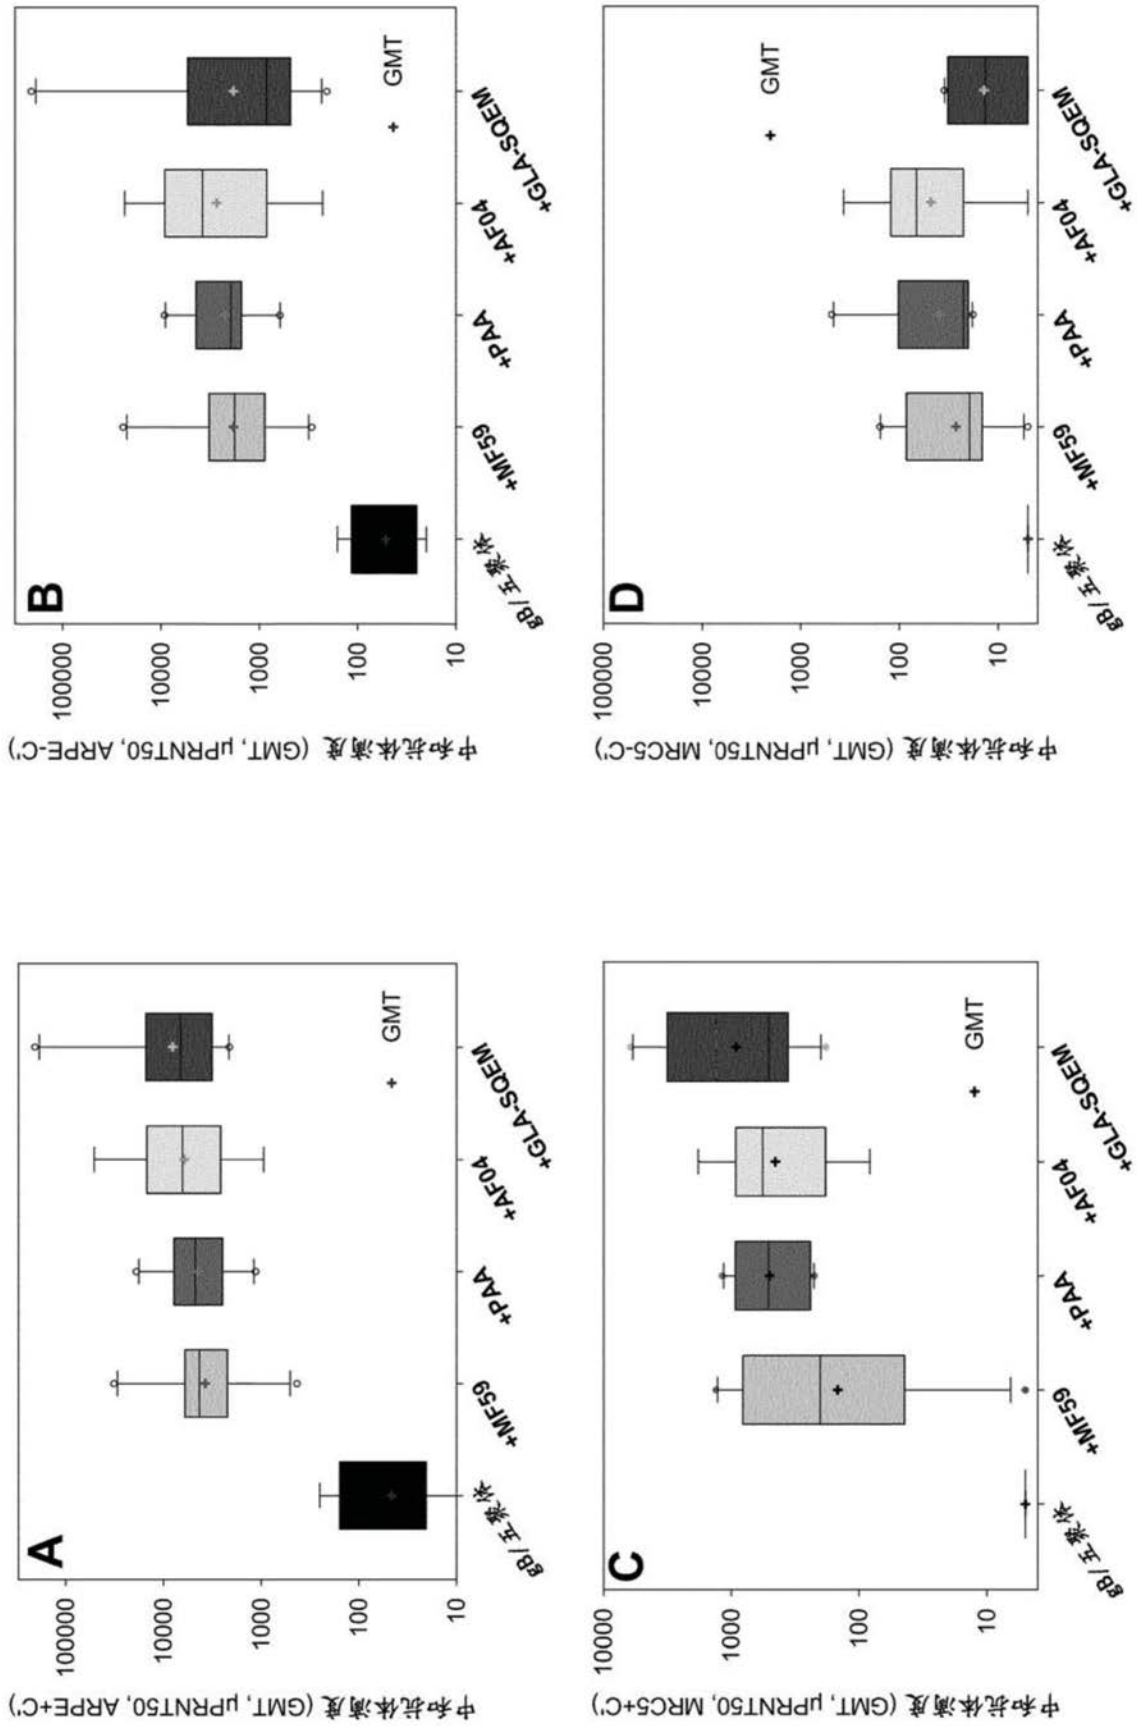 A
中和抗体滴度 (GMT, µPRNT50, ARPE+C')
100000
10000
1000
100
10
gB/五聚体
+MF59
+PAA
+AF04
+GLA-SQEM
+ GMT
B
中和抗体滴度 (GMT, µPRNT50, ARPE-C')
100000
10000
1000
100
10
gB/五聚体
+MF59
+PAA
+AF04
+GLA-SQEM
+ GMT
C
中和抗体滴度 (GMT, µPRNT50, MRC5+C')
10000
1000
100
10
gB/五聚体
+MF59
+PAA
+AF04
+GLA-SQEM
+ GMT
D
中和抗体滴度 (GMT, µPRNT50, MRC5-C')
100000
10000
1000
100
10
gB/五聚体
+MF59
+PAA
+AF04
+GLA-SQEM
+ GMT